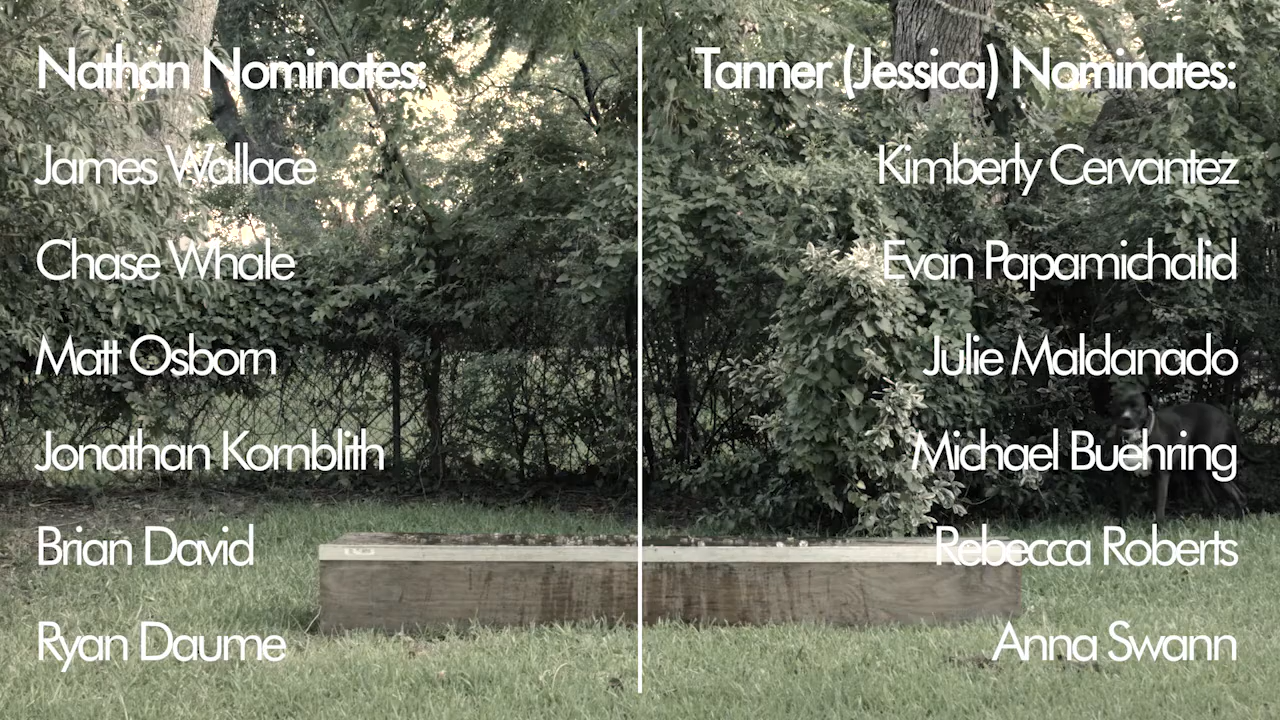 Nathan Nominates:
James Wallace
Chase Whale
Matt Osborn
Jonathan Kornblith
Brian David
Ryan Daume
Tanner (Jessica) Nominates:
Kimberly Cervantez
Evan Papamichalid
Julie Maldanado
Michael Buehring
Rebecca Roberts
Anna Swann